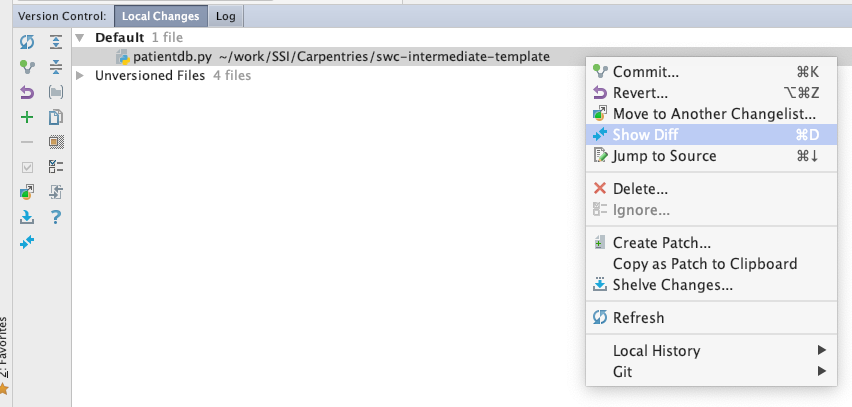 Version Control: Local Changes Log
Default 1 file
patientdb.py ~/work/SSI/Carpentries/swc-intermediate-template
Unversioned Files 4 files
Commit... ⌘K
Revert... ⌥⌘Z
Move to Another Changelist...
Show Diff ⌘D
Jump to Source ⌘↓
Delete...
Ignore...
Create Patch...
Copy as Patch to Clipboard
Shelve Changes...
Refresh
Local History
Git
2: Favorites